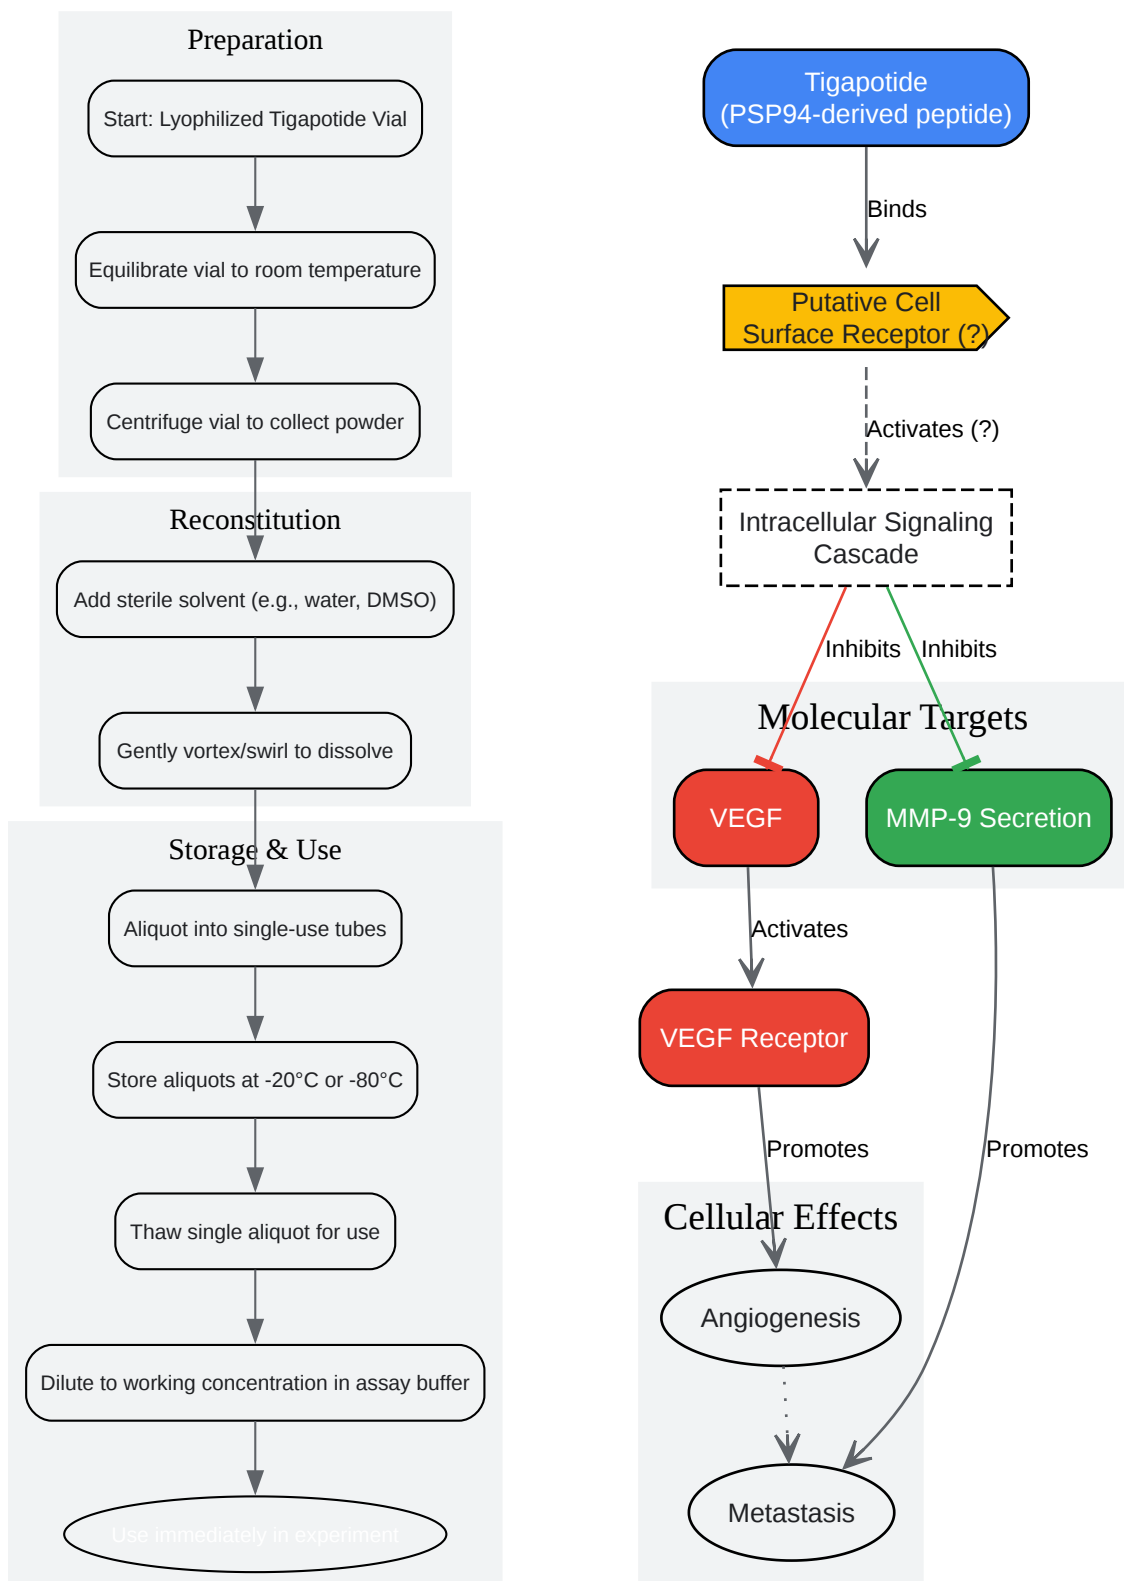 Preparation
Start: Lyophilized Tigapotide Vial
Equilibrate vial to room temperature
Centrifuge vial to collect powder
Reconstitution
Add sterile solvent (e.g., water, DMSO)
Gently vortex/swirl to dissolve
Storage & Use
Aliquot into single-use tubes
Store aliquots at -20°C or -80°C
Thaw single aliquot for use
Dilute to working concentration in assay buffer
Use immediately in experiment
Tigapotide
(PSP94-derived peptide)
Binds
Putative Cell
Surface Receptor (?)
Activates (?)
Intracellular Signaling
Cascade
Inhibits
Inhibits
Molecular Targets
VEGF
MMP-9 Secretion
Activates
VEGF Receptor
Promotes
Promotes
Cellular Effects
Angiogenesis
Metastasis